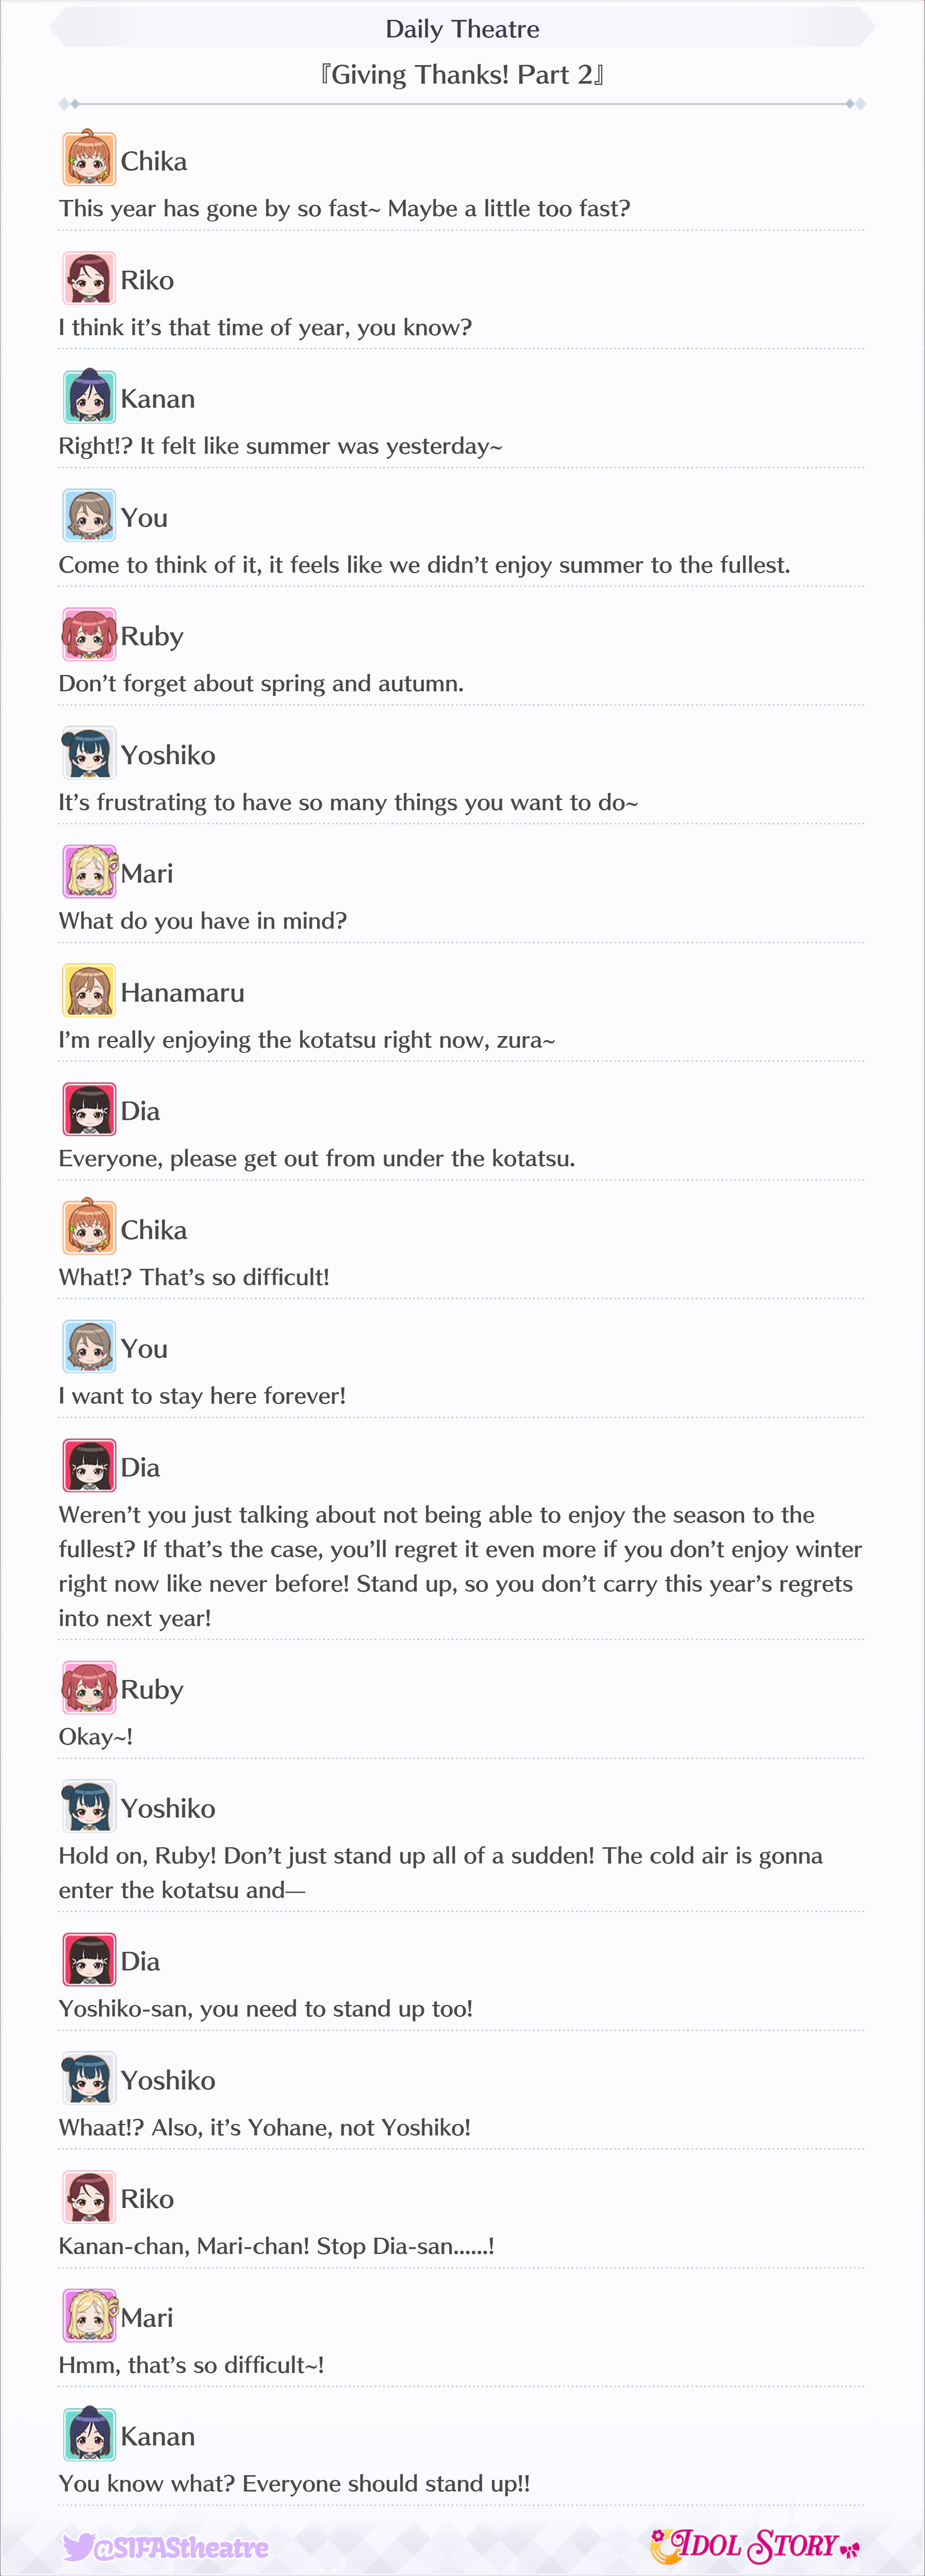 Daily Theatre
『Giving Thanks! Part 2』
Chika
This year has gone by so fast~ Maybe a little too fast?
Riko
I think it’s that time of year, you know?
Kanan
Right!? It felt like summer was yesterday~
You
Come to think of it, it feels like we didn’t enjoy summer to the fullest.
Ruby
Don’t forget about spring and autumn.
Yoshiko
It’s frustrating to have so many things you want to do~
Mari
What do you have in mind?
Hanamaru
I’m really enjoying the kotatsu right now, zura~
Dia
Everyone, please get out from under the kotatsu.
Chika
What!? That’s so difficult!
You
I want to stay here forever!
Dia
Weren’t you just talking about not being able to enjoy the season to the
fullest? If that’s the case, you’ll regret it even more if you don’t enjoy winter
right now like never before! Stand up, so you don’t carry this year’s regrets
into next year!
Ruby
Okay~!
Yoshiko
Hold on, Ruby! Don’t just stand up all of a sudden! The cold air is gonna
enter the kotatsu and—
Dia
Yoshiko-san, you need to stand up too!
Yoshiko
Whaat!? Also, it’s Yohane, not Yoshiko!
Riko
Kanan-chan, Mari-chan! Stop Dia-san......!
Mari
Hmm, that’s so difficult~!
Kanan
You know what? Everyone should stand up!!
@SIFAStheatre
IDOL STORY